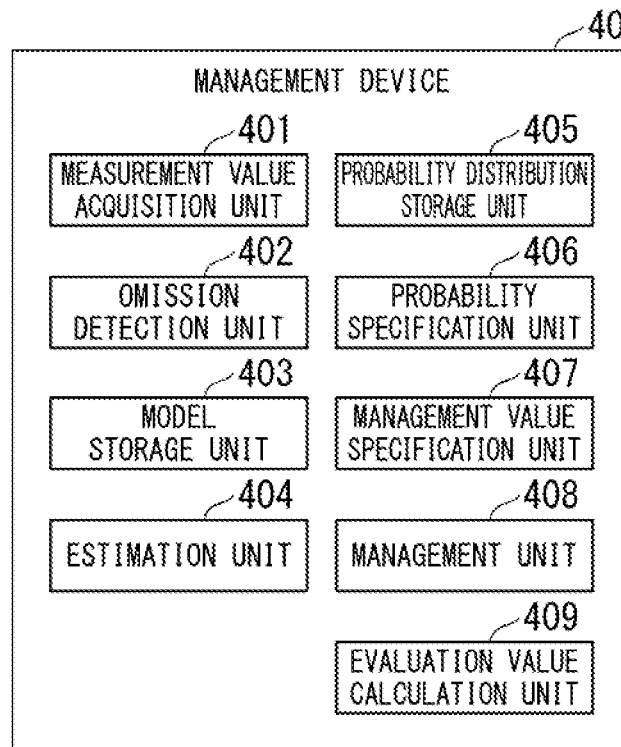 40
MANAGEMENT DEVICE
401
MEASUREMENT VALUE
ACQUISITION UNIT
402
OMISSION
DETECTION UNIT
403
MODEL
STORAGE UNIT
404
ESTIMATION UNIT
405
PROBABILITY DISTRIBUTION
STORAGE UNIT
406
PROBABILITY
SPECIFICATION UNIT
407
MANAGEMENT VALUE
SPECIFICATION UNIT
408
MANAGEMENT UNIT
409
EVALUATION VALUE
CALCULATION UNIT